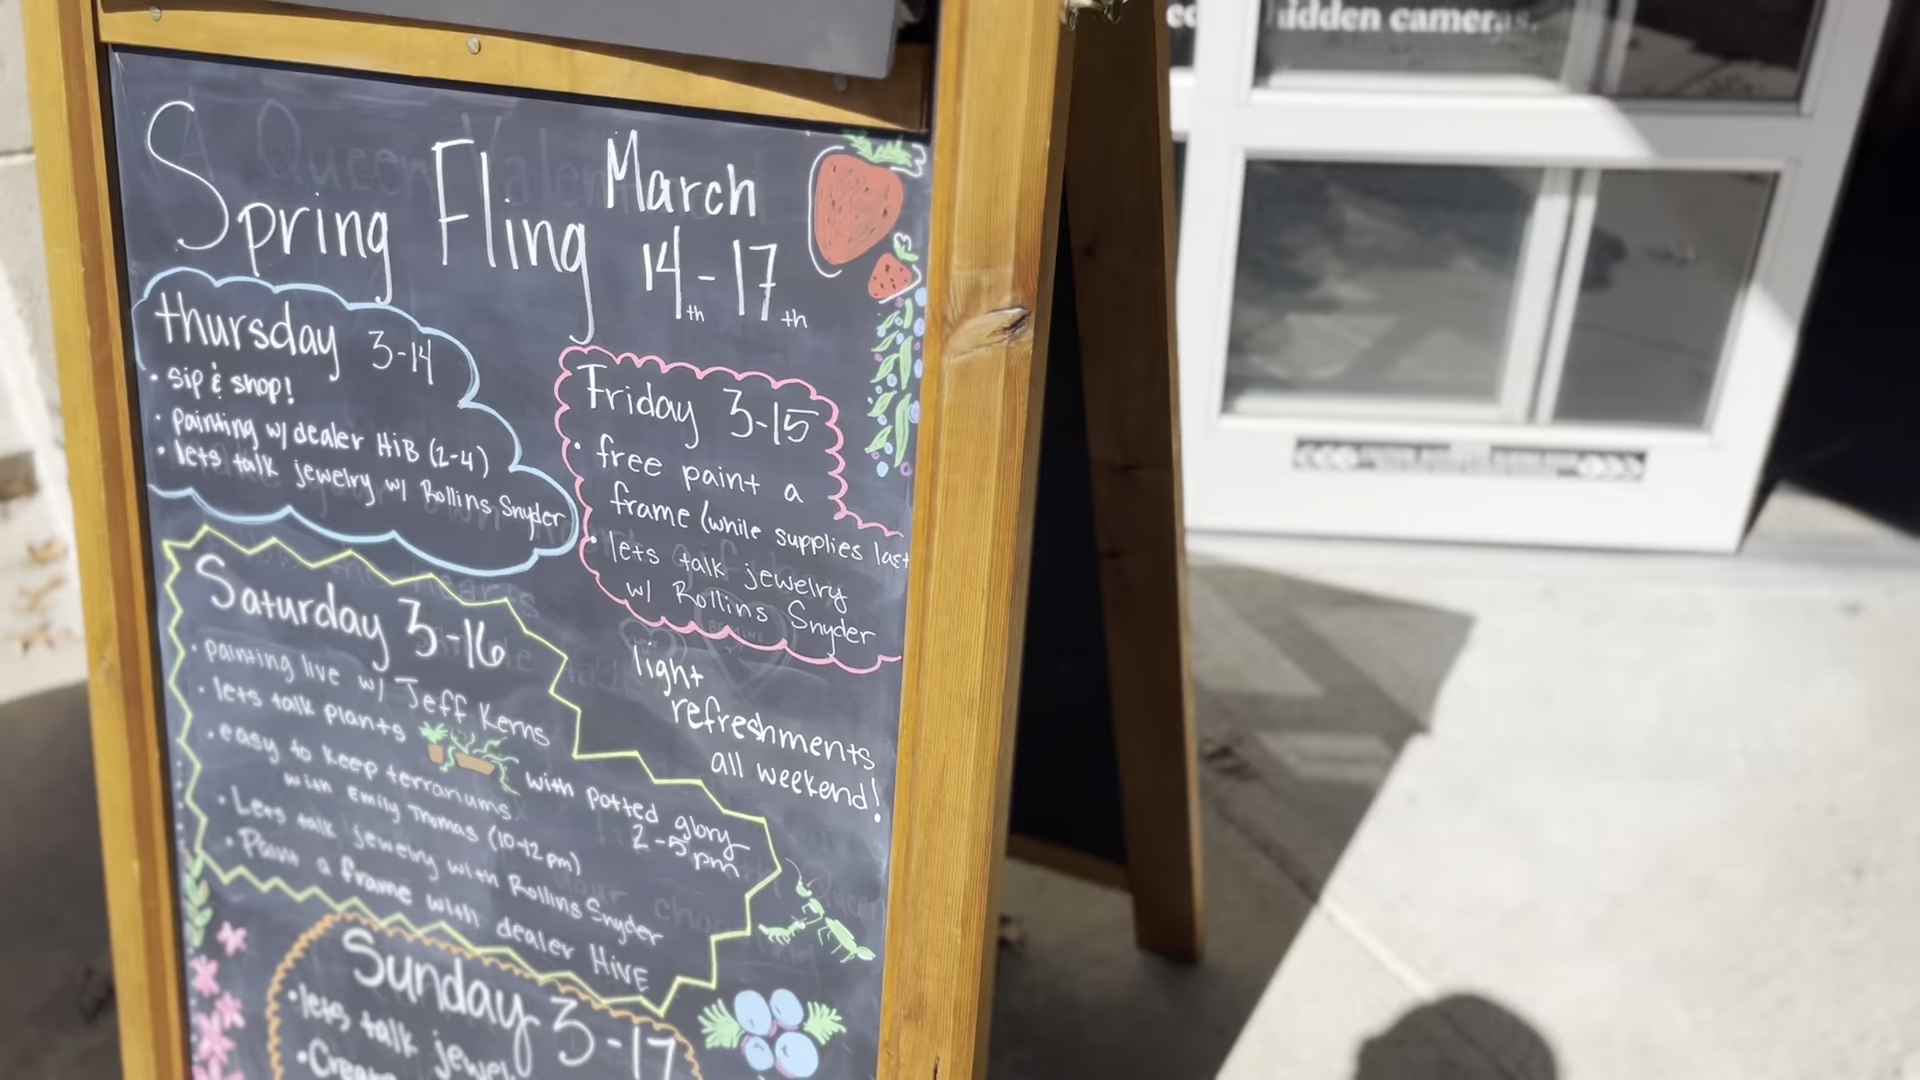 hidden cameras.
Spring Fling March
14th - 17th
thursday 3-14
• sip & shop!
• painting w/ dealer HiB (2-4)
• lets talk jewelry w/ Rollins Snyder
Friday 3-15
• free paint a
frame (while supplies last
• lets talk jewelry
w/ Rollins Snyder
light
refreshments
all weekend!
Saturday 3-16
• painting live w/ Jeff Kerns
• lets talk plants with potted glory
2-5pm
• easy to keep terrariums
with Emily Thomas (10-12pm)
• Lets talk jewelry with Rollins Snyder
• Paint a frame with dealer HIVE
Sunday 3-17
• lets talk
• Create